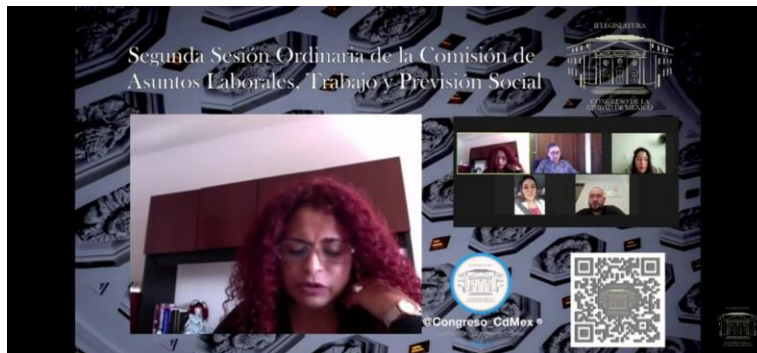 Segunda Sesión Ordinaria de la Comisión de
Asuntos Laborales, Trabajo y Previsión Social
II LEGISLATURA
CONGRESO DE LA
CIUDAD DE MÉXICO
@Congreso_CdMex ®